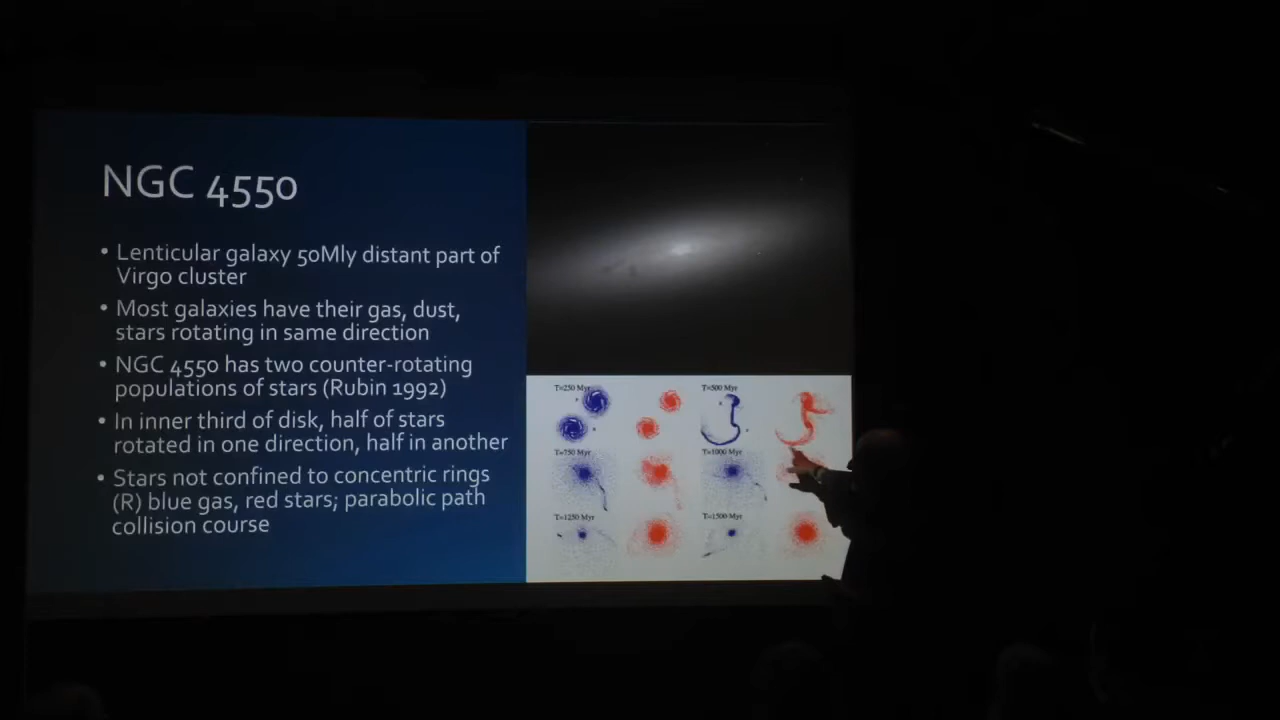 NGC 4550
• Lenticular galaxy 50Mly distant part of
Virgo cluster
• Most galaxies have their gas, dust,
stars rotating in same direction
• NGC 4550 has two counter-rotating
populations of stars (Rubin 1992)
• In inner third of disk, half of stars
rotated in one direction, half in another
• Stars not confined to concentric rings
(R) blue gas, red stars; parabolic path
collision course
T=250 Myr
T=500 Myr
T=750 Myr
T=1000 Myr
T=1250 Myr
T=1500 Myr